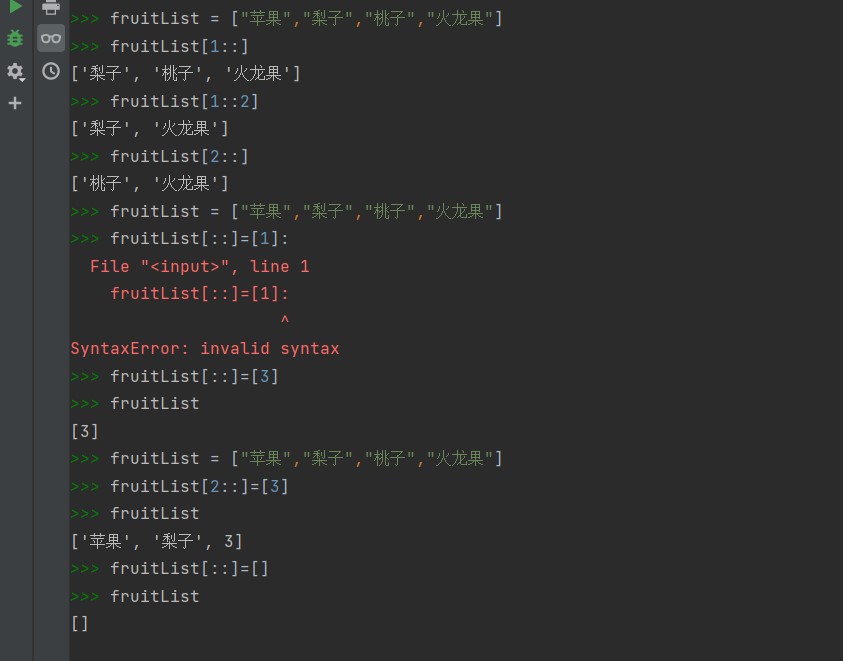 >>> fruitList = ["苹果","梨子","桃子","火龙果"]
>>> fruitList[1::]
['梨子', '桃子', '火龙果']
>>> fruitList[1::2]
['梨子', '火龙果']
>>> fruitList[2::]
['桃子', '火龙果']
>>> fruitList = ["苹果","梨子","桃子","火龙果"]
>>> fruitList[::]=[1]:
  File "<input>", line 1
    fruitList[::]=[1]:
                     ^
SyntaxError: invalid syntax
>>> fruitList[::]=[3]
>>> fruitList
[3]
>>> fruitList = ["苹果","梨子","桃子","火龙果"]
>>> fruitList[2::]=[3]
>>> fruitList
['苹果', '梨子', 3]
>>> fruitList[::]=[]
>>> fruitList
[]